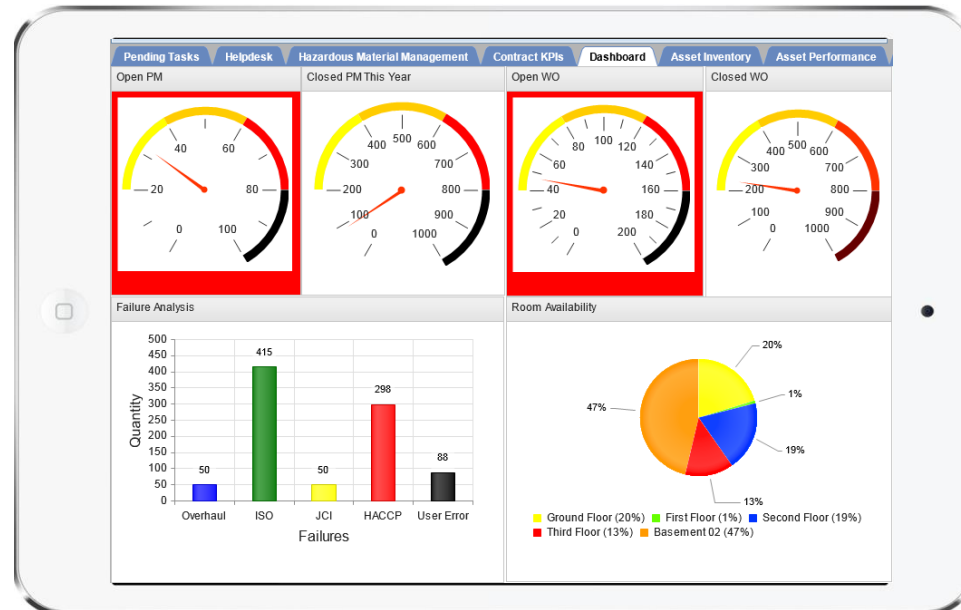 Pending Tasks Helpdesk Hazardous Material Management Contract KPIs Dashboard Asset Inventory Asset Performance
Open PM Closed PM This Year Open WO Closed WO
0 20 40 60 80 100
0 100 200 300 400 500 600 700 800 900 1000
0 20 40 60 80 100 120 140 160 180 200
0 100 200 300 400 500 600 700 800 900 1000
Failure Analysis
500
450
400
350
300
250
200
150
100
50
0
Quantity
50 415 50 298 88
Overhaul ISO JCI HACCP User Error
Failures
Room Availability
20%
1%
19%
13%
47%
Ground Floor (20%) First Floor (1%) Second Floor (19%)
Third Floor (13%) Basement 02 (47%)